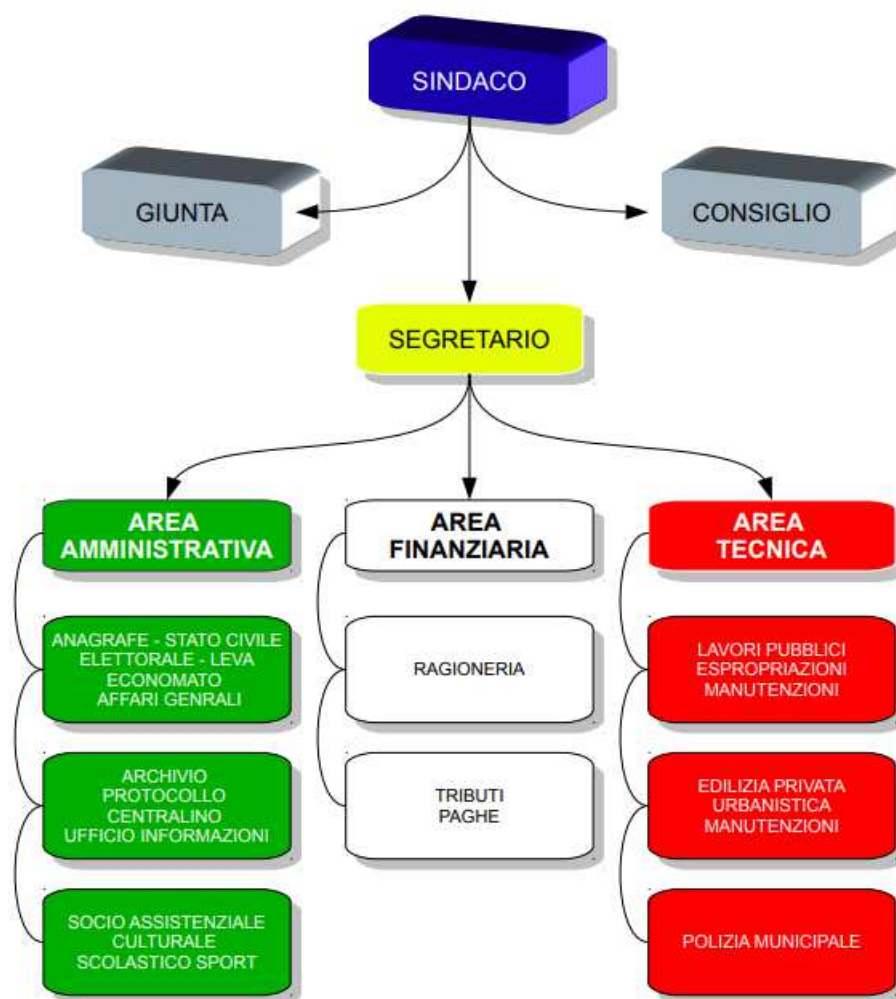 SINDACO
GIUNTA
CONSIGLIO
SEGRETARIO
AREA
AMMINISTRATIVA
AREA
FINANZIARIA
AREA
TECNICA
ANAGRAFE - STATO CIVILE
ELETTORALE - LEVA
ECONOMATO
AFFARI GENRALI
RAGIONERIA
LAVORI PUBBLICI
ESPROPRIAZIONI
MANUTENZIONI
ARCHIVIO
PROTOCOLLO
CENTRALINO
UFFICIO INFORMAZIONI
TRIBUTI
PAGHE
EDILIZIA PRIVATA
URBANISTICA
MANUTENZIONI
SOCIO ASSISTENZIALE
CULTURALE
SCOLASTICO SPORT
POLIZIA MUNICIPALE